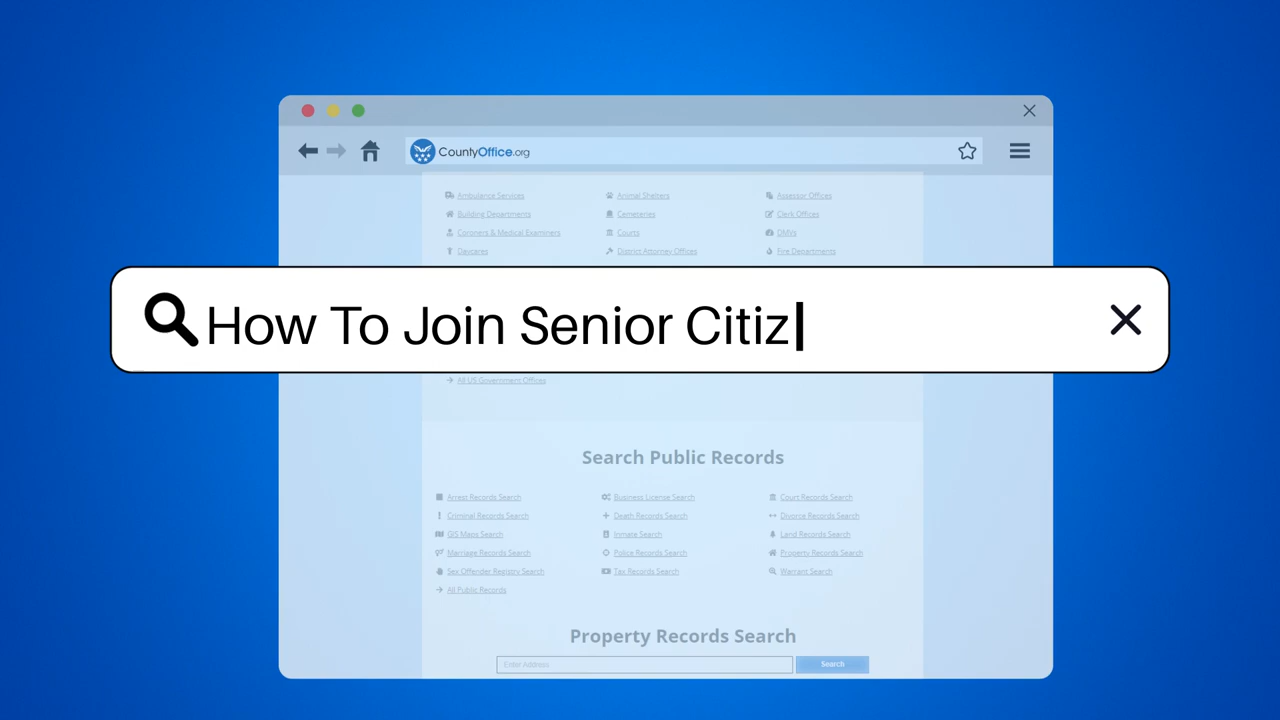 CountyOffice.org
Ambulance Services Animal Shelters Assessor Offices
Building Departments Cemeteries Clerk Offices
Coroners & Medical Examiners Courts DMVs
Daycares District Attorney Offices Fire Departments
How To Join Senior Citiz
All US Government Offices
Search Public Records
Arrest Records Search Business License Search Court Records Search
Criminal Records Search Death Records Search Divorce Records Search
GIS Maps Search Inmate Search Land Records Search
Marriage Records Search Police Records Search Property Records Search
Sex Offender Registry Search Tax Records Search Warrant Search
All Public Records
Property Records Search
Enter Address Search